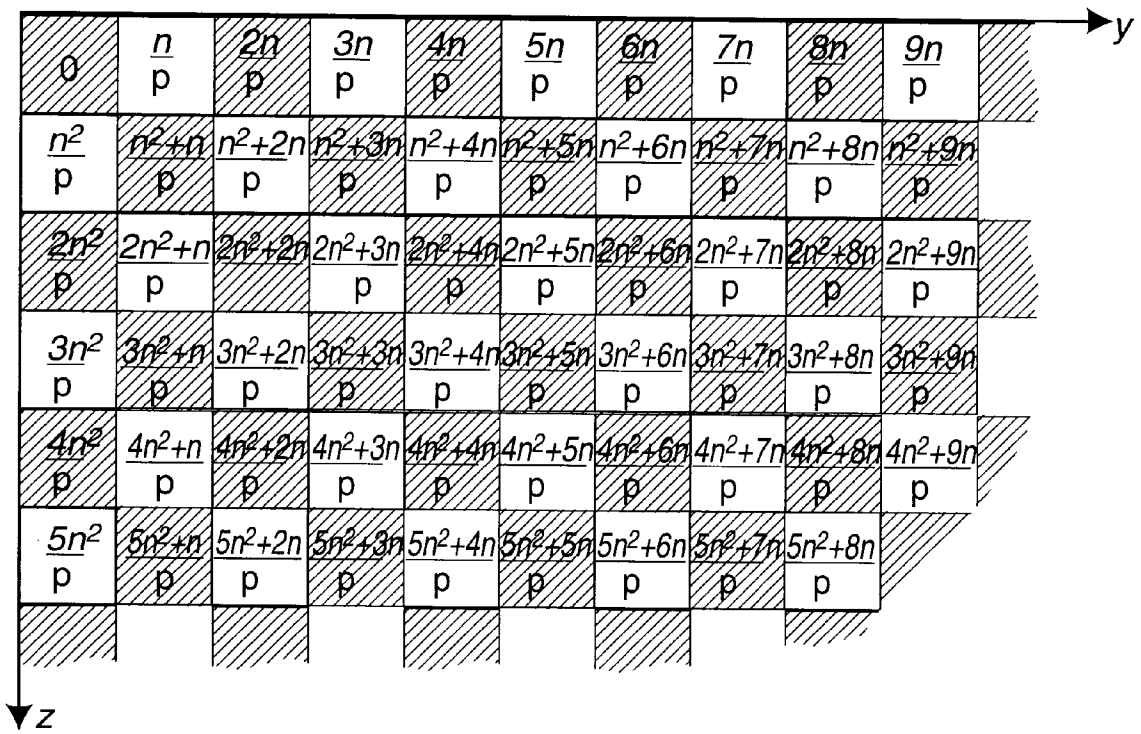 y
0 n/p 2n/p 3n/p 4n/p 5n/p 6n/p 7n/p 8n/p 9n/p
n²/p n²+n/p n²+2n/p n²+3n/p n²+4n/p n²+5n/p n²+6n/p n²+7n/p n²+8n/p n²+9n/p
2n²/p 2n²+n/p 2n²+2n 2n²+3n/p 2n²+4n/p 2n²+5n/p 2n²+6n/p 2n²+7n/p 2n²+8n/p 2n²+9n/p
3n²/p 3n²+n/p 3n²+2n/p 3n²+3n/p 3n²+4n/p 3n²+5n/p 3n²+6n/p 3n²+7n/p 3n²+8n/p 3n²+9n/p
4n²/p 4n²+n/p 4n²+2n/p 4n²+3n/p 4n²+4n/p 4n²+5n/p 4n²+6n/p 4n²+7n/p 4n²+8n/p 4n²+9n/p
5n²/p 5n²+n/p 5n²+2n/p 5n²+3n/p 5n²+4n/p 5n²+5n/p 5n²+6n/p 5n²+7n/p 5n²+8n/p
z